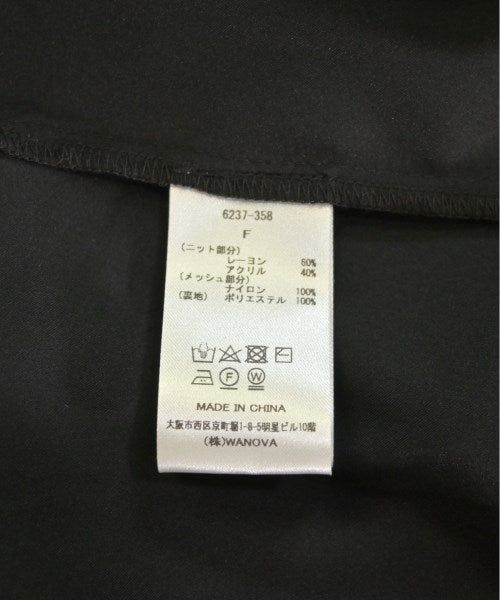 6237-358
F
(ニット部分)
レーヨン 60%
アクリル 40%
(メッシュ部分)
ナイロン 100%
(裏地) ポリエステル 100%
F W
MADE IN CHINA
大阪市西区京町堀1-8-5明星ビル10階
(株)WANOVA